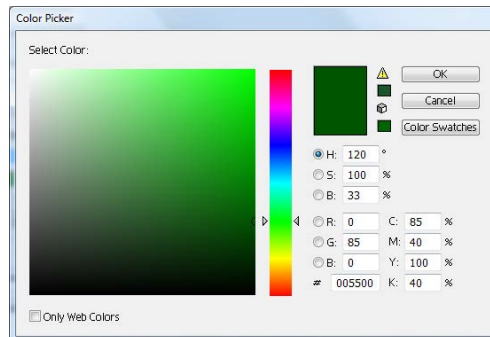 Color Picker
Select Color:
OK
Cancel
Color Swatches
H: 120 °
S: 100 %
B: 33 %
R: 0 C: 85 %
G: 85 M: 40 %
B: 0 Y: 100 %
# 005500 K: 40 %
Only Web Colors